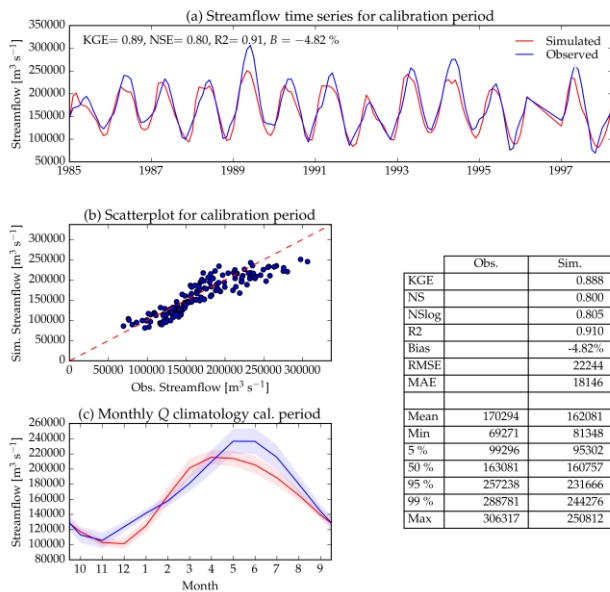 (a) Streamflow time series for calibration period
KGE= 0.89, NSE= 0.80, R2= 0.91, B = −4.82 %
Simulated
Observed
Streamflow [m³ s⁻¹]
350000
300000
250000
200000
150000
100000
50000
1985 1987 1989 1991 1993 1995 1997
(b) Scatterplot for calibration period
Sim. Streamflow [m³ s⁻¹]
300000
250000
200000
150000
100000
50000
0
0 50000 100000 150000 200000 250000 300000
Obs. Streamflow [m³ s⁻¹]
(c) Monthly Q climatology cal. period
Streamflow [m³ s⁻¹]
260000
240000
220000
200000
180000
160000
140000
120000
100000
80000
10 11 12 1 2 3 4 5 6 7 8 9
Month
Obs. Sim.
KGE 0.888
NS 0.800
NSlog 0.805
R2 0.910
Bias -4.82%
RMSE 22244
MAE 18146
Mean 170294 162081
Min 69271 81348
5 % 99296 95302
50 % 163081 160757
95 % 257238 231666
99 % 288781 244276
Max 306317 250812